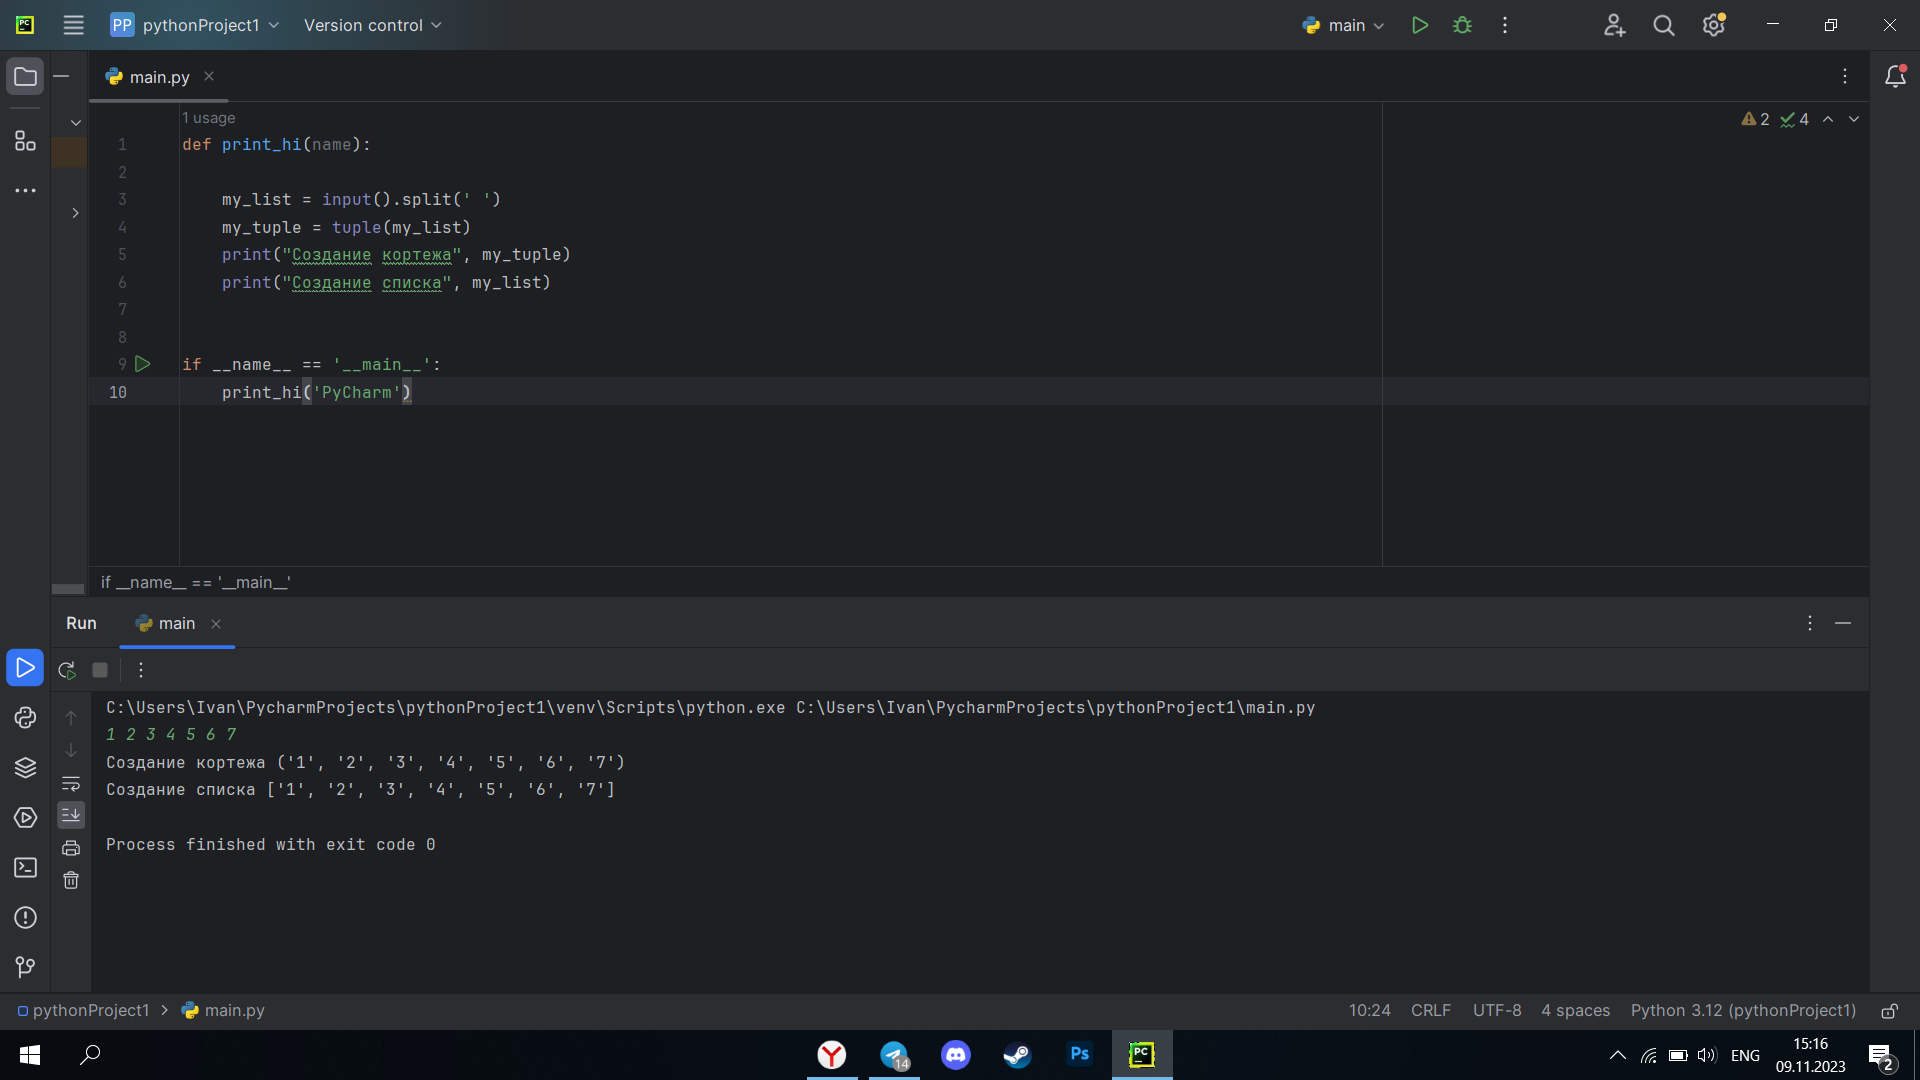 PC PP pythonProject1 Version control main
main.py
1 usage
2 4
1 def print_hi(name):
2
3 my_list = input().split(' ')
4 my_tuple = tuple(my_list)
5 print("Создание кортежа", my_tuple)
6 print("Создание списка", my_list)
7
8
9 if __name__ == '__main__':
10 print_hi('PyCharm')
if __name__ == '__main__'
Run main
C:\Users\Ivan\PycharmProjects\pythonProject1\venv\Scripts\python.exe C:\Users\Ivan\PycharmProjects\pythonProject1\main.py
1 2 3 4 5 6 7
Создание кортежа ('1', '2', '3', '4', '5', '6', '7')
Создание списка ['1', '2', '3', '4', '5', '6', '7']
Process finished with exit code 0
pythonProject1 main.py 10:24 CRLF UTF-8 4 spaces Python 3.12 (pythonProject1)
Y 14 Ps PC ENG 15:16
09.11.2023 2